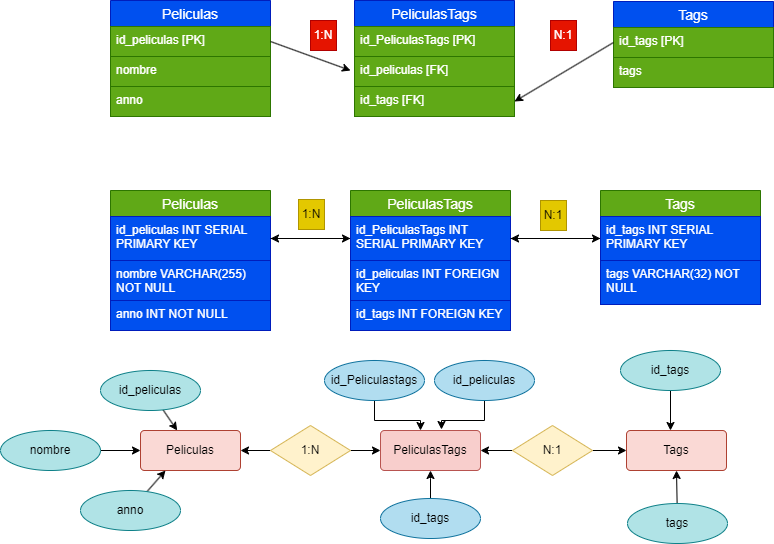 Peliculas
id_peliculas [PK]
nombre
anno
1:N
PeliculasTags
id_PeliculasTags [PK]
id_peliculas [FK]
id_tags [FK]
N:1
Tags
id_tags [PK]
tags
Peliculas
id_peliculas INT SERIAL
PRIMARY KEY
nombre VARCHAR(255)
NOT NULL
anno INT NOT NULL
1:N
PeliculasTags
id_PeliculasTags INT
SERIAL PRIMARY KEY
id_peliculas INT FOREIGN
KEY
id_tags INT FOREIGN KEY
N:1
Tags
id_tags INT SERIAL
PRIMARY KEY
tags VARCHAR(32) NOT
NULL
id_peliculas
nombre
Peliculas
anno
1:N
id_Peliculastags
id_peliculas
PeliculasTags
id_tags
N:1
id_tags
Tags
tags